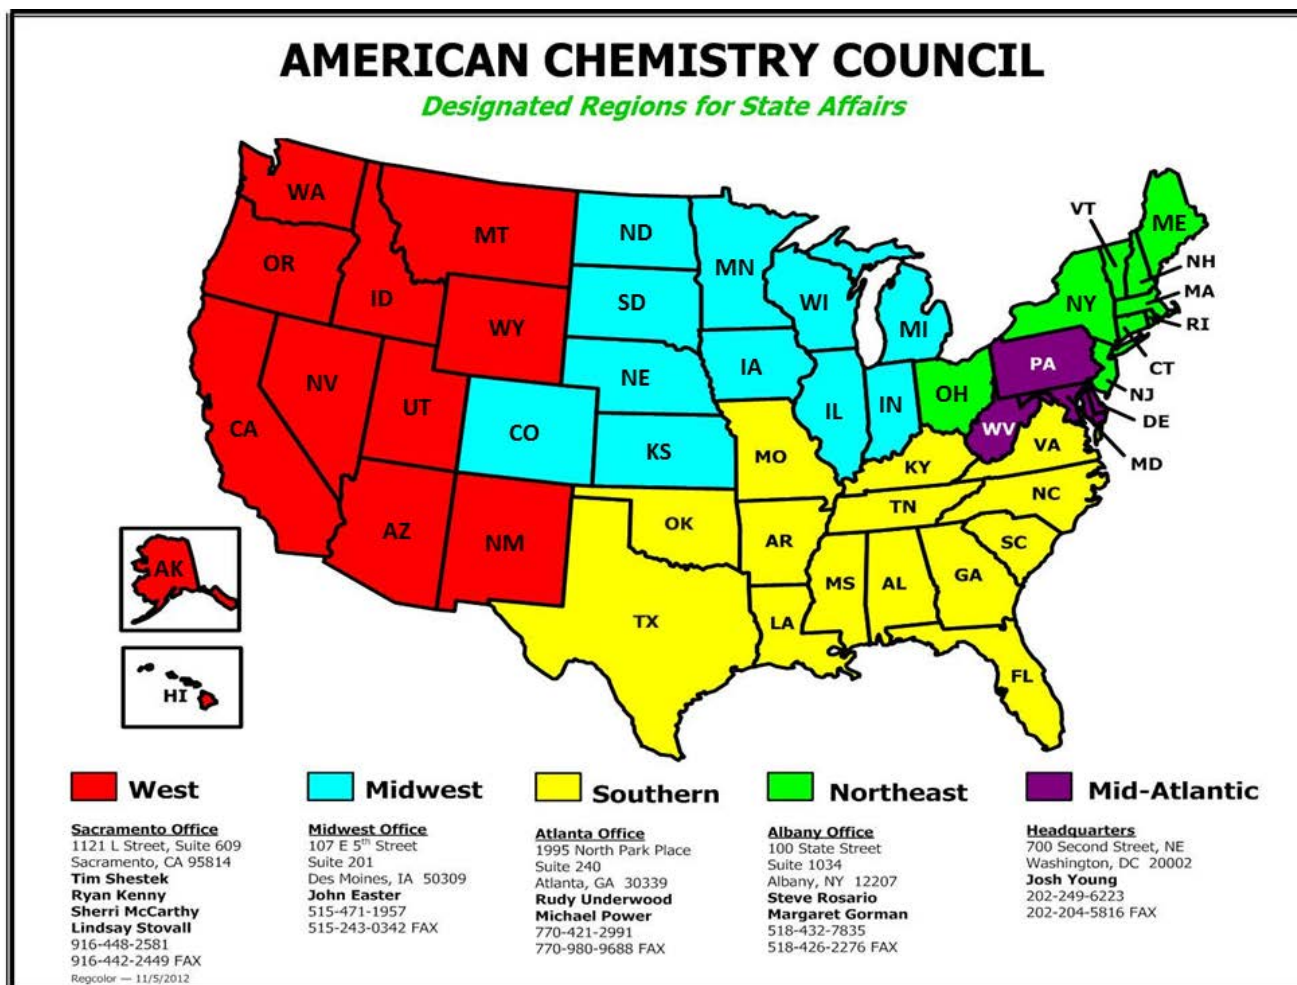 AMERICAN CHEMISTRY COUNCIL
Designated Regions for State Affairs
WA
OR
ID
MT
WY
NV
UT
CA
AZ
NM
CO
ND
SD
NE
KS
MN
IA
WI
MI
IL
IN
OH
MO
OK
AR
TX
LA
MS
AL
GA
FL
SC
NC
TN
KY
VA
WV
PA
NY
VT
ME
NH
MA
RI
CT
NJ
DE
MD
AK
HI
West
Sacramento Office
1121 L Street, Suite 609
Sacramento, CA 95814
Tim Shestek
Ryan Kenny
Sherri McCarthy
Lindsay Stovall
916-448-2581
916-442-2449 FAX
Regcolor — 11/5/2012
Midwest
Midwest Office
107 E 5th Street
Suite 201
Des Moines, IA 50309
John Easter
515-471-1957
515-243-0342 FAX
Southern
Atlanta Office
1995 North Park Place
Suite 240
Atlanta, GA 30339
Rudy Underwood
Michael Power
770-421-2991
770-980-9688 FAX
Northeast
Albany Office
100 State Street
Suite 1034
Albany, NY 12207
Steve Rosario
Margaret Gorman
518-432-7835
518-426-2276 FAX
Mid-Atlantic
Headquarters
700 Second Street, NE
Washington, DC 20002
Josh Young
202-249-6223
202-204-5816 FAX